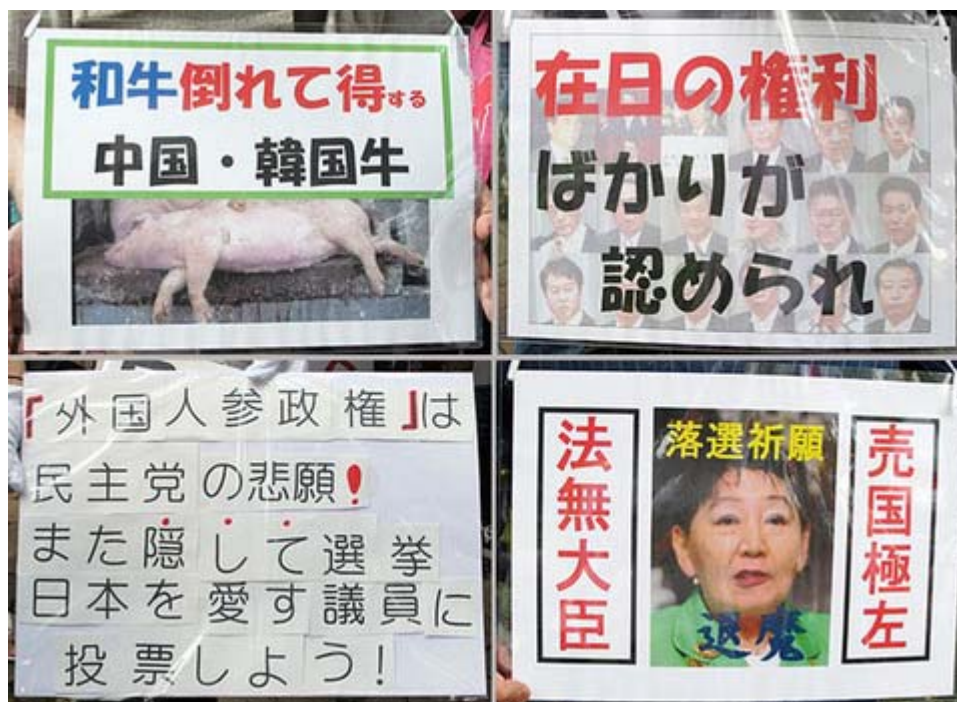 和牛倒れて得する
中国・韓国牛
在日の権利
ばかりが
認められ
「外国人参政権」は
民主党の悲願！
また隠して選挙
日本を愛す議員に
投票しよう！
法無大臣
落選祈願
退魔
売国極左